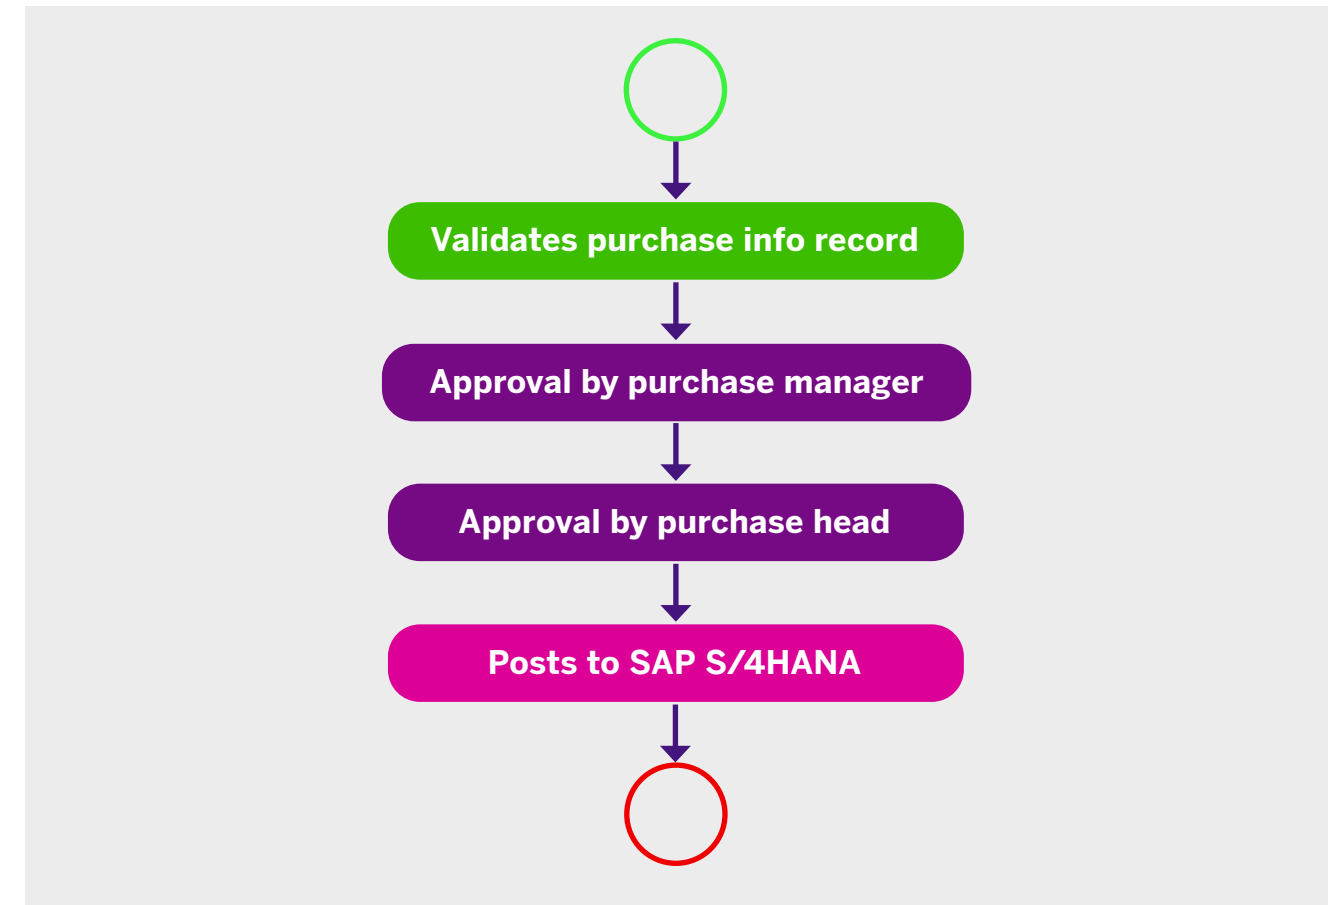 Validates purchase info record
Approval by purchase manager
Approval by purchase head
Posts to SAP S/4HANA